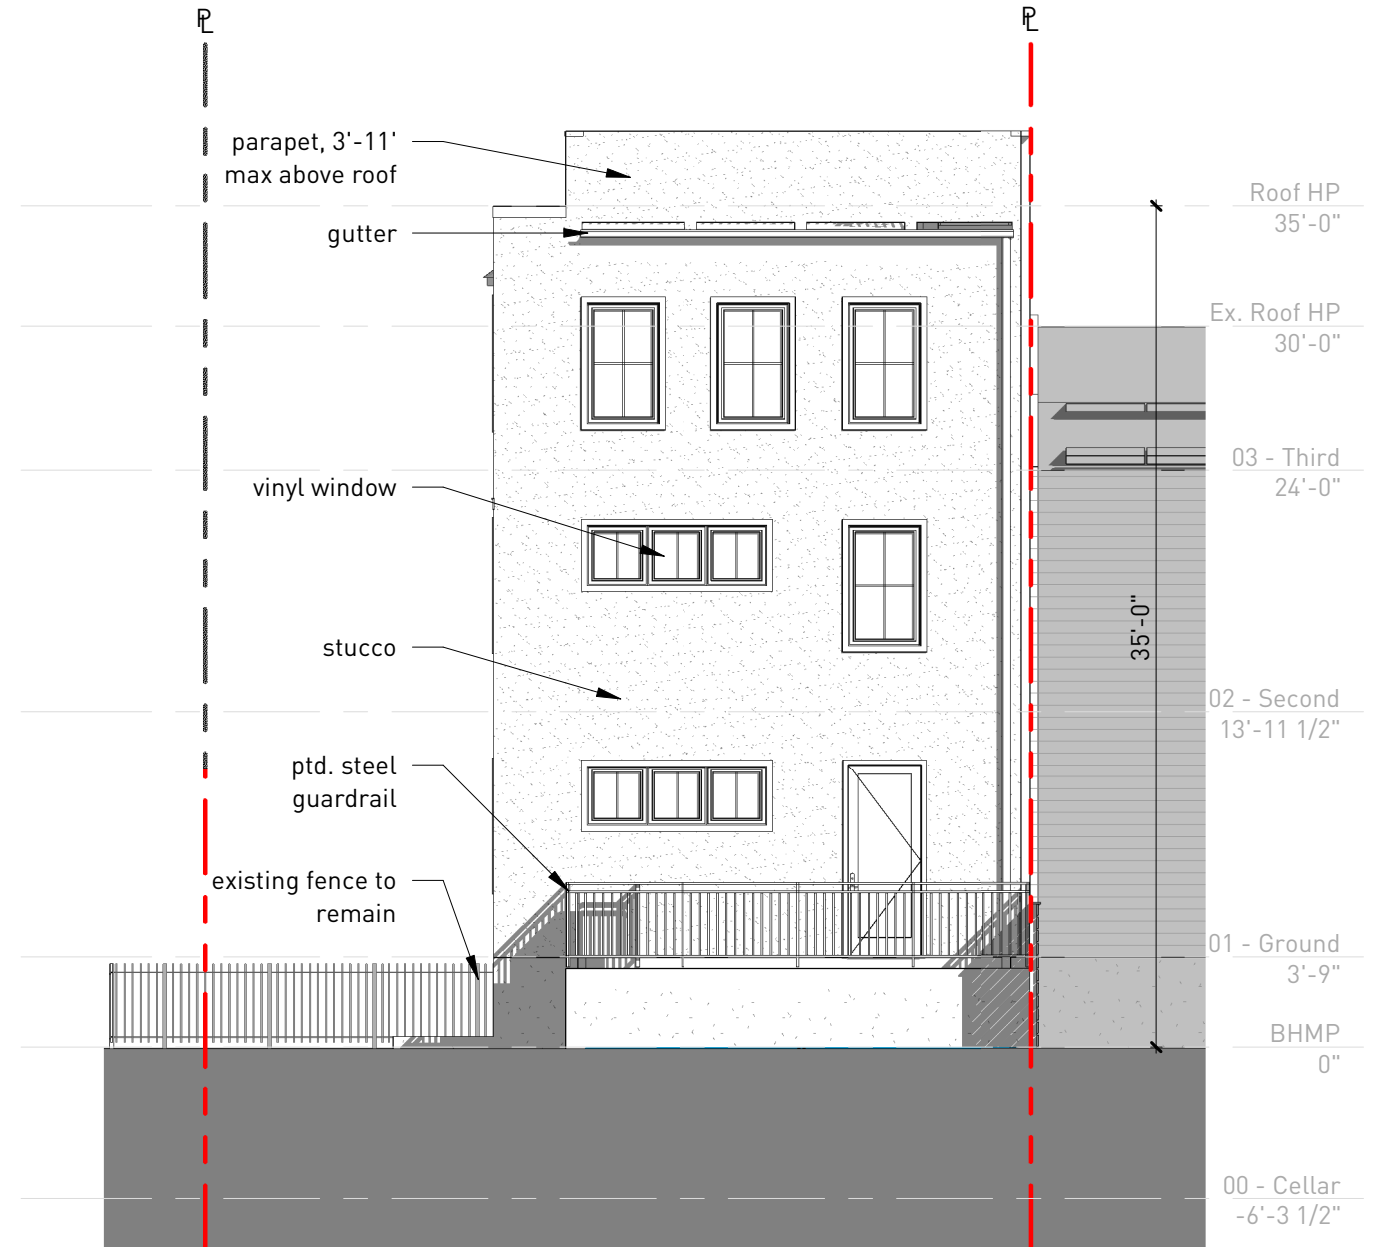 PL
PL
parapet, 3'-11'
max above roof
gutter
vinyl window
stucco
ptd. steel
guardrail
existing fence to
remain
Roof HP
35'-0"
Ex. Roof HP
30'-0"
03 - Third
24'-0"
35'-0"
02 - Second
13'-11 1/2"
01 - Ground
3'-9"
BHMP
0"
00 - Cellar
-6'-3 1/2"